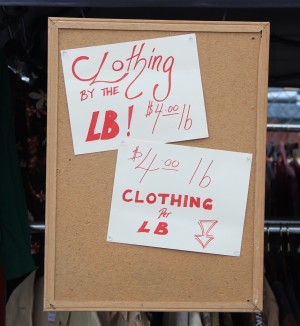 CLothing
BY THE
LB! $4.00 lb
$4.00 lb
CLOTHING
Per
LB